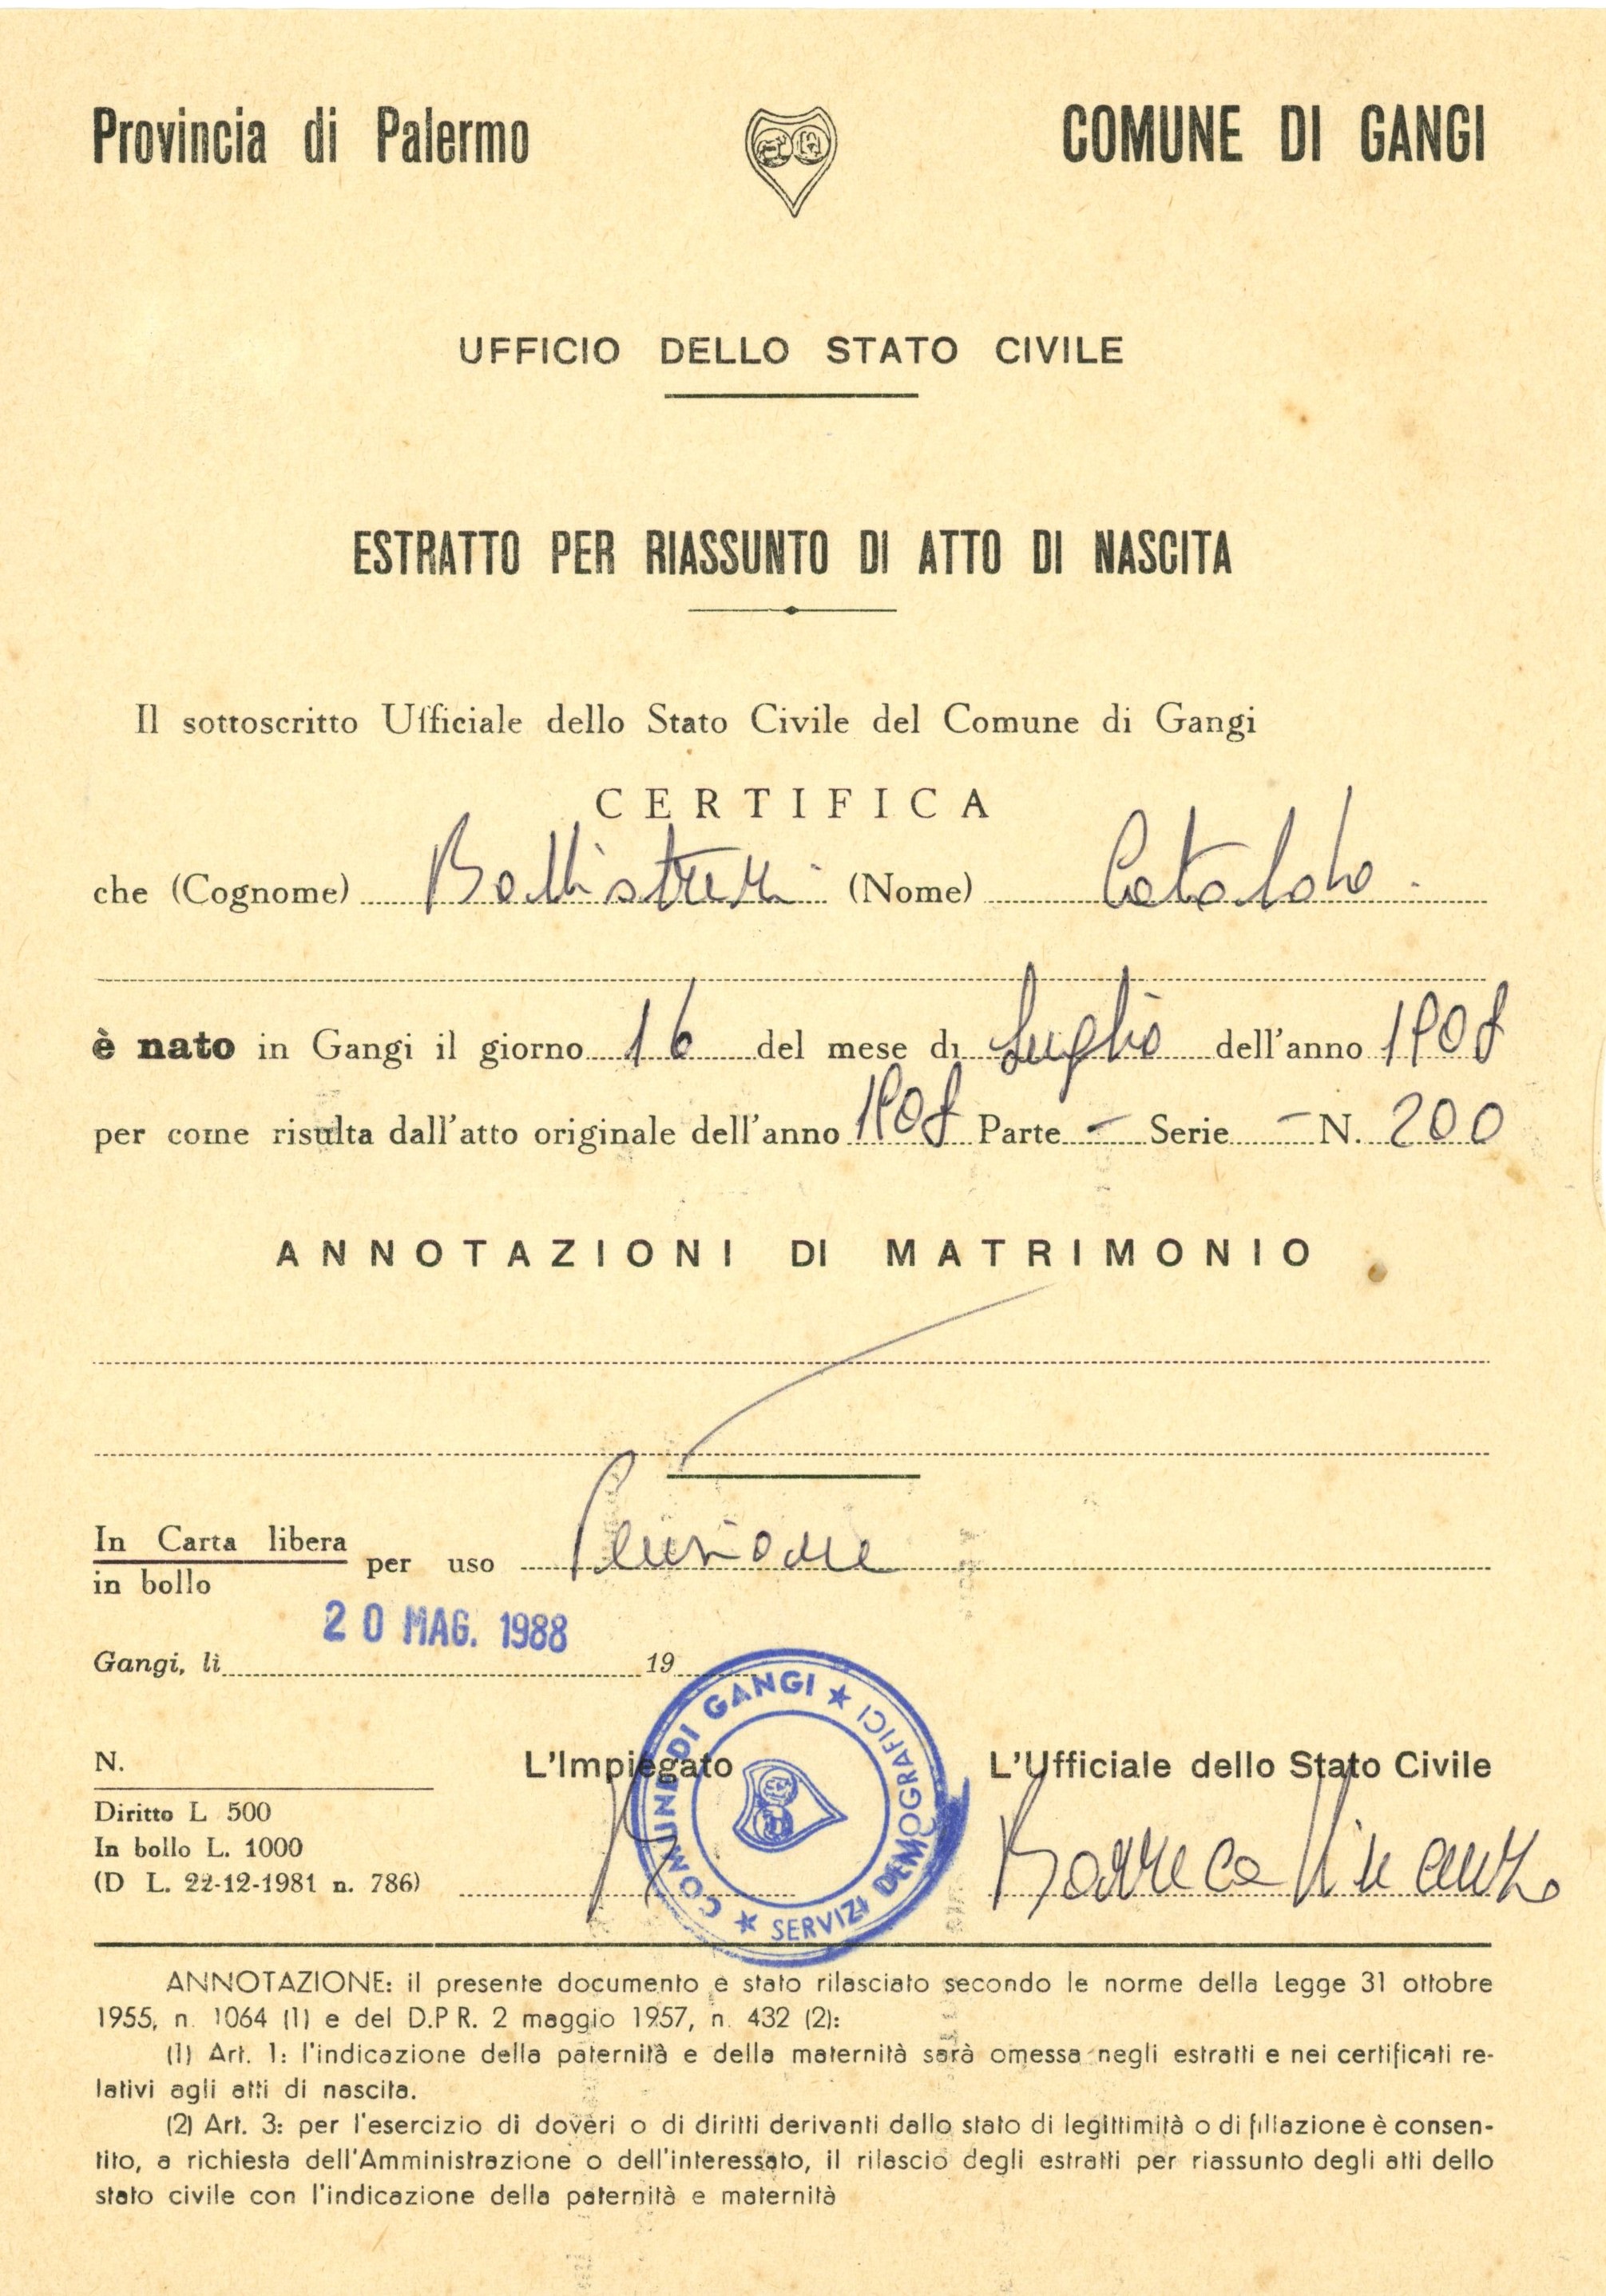 Provincia di Palermo COMUNE DI GANGI
UFFICIO DELLO STATO CIVILE
ESTRATTO PER RIASSUNTO DI ATTO DI NASCITA
Il sottoscritto Ufficiale dello Stato Civile del Comune di Gangi
CERTIFICA
che (Cognome) Ballistreri (Nome) Cataldo.
è nato in Gangi il giorno 16 del mese di Luglio dell'anno 1908
per come risulta dall'atto originale dell'anno 1908 Parte - Serie - N. 200
ANNOTAZIONI DI MATRIMONIO
In Carta libera
in bollo
per uso Pensione
20 MAG. 1988
Gangi, lì 19
COMUNE DI GANGI ★ SERVIZI DEMOGRAFICI ★
N. L'Impiegato L'Ufficiale dello Stato Civile
Diritto L 500
In bollo L. 1000
(D L. 22-12-1981 n. 786)
Barreca Vincenzo
ANNOTAZIONE: il presente documento è stato rilasciato secondo le norme della Legge 31 ottobre
1955, n. 1064 (1) e del D.P R. 2 maggio 1957, n. 432 (2):
(1) Art. 1: l'indicazione della paternità e della maternità sarà omessa negli estratti e nei certificati re-
lativi agli atti di nascita.
(2) Art. 3: per l'esercizio di doveri o di diritti derivanti dallo stato di legittimità o di filiazione è consen-
tito, a richiesta dell'Amministrazione o dell'interessato, il rilascio degli estratti per riassunto degli atti dello
stato civile con l'indicazione della paternità e maternità